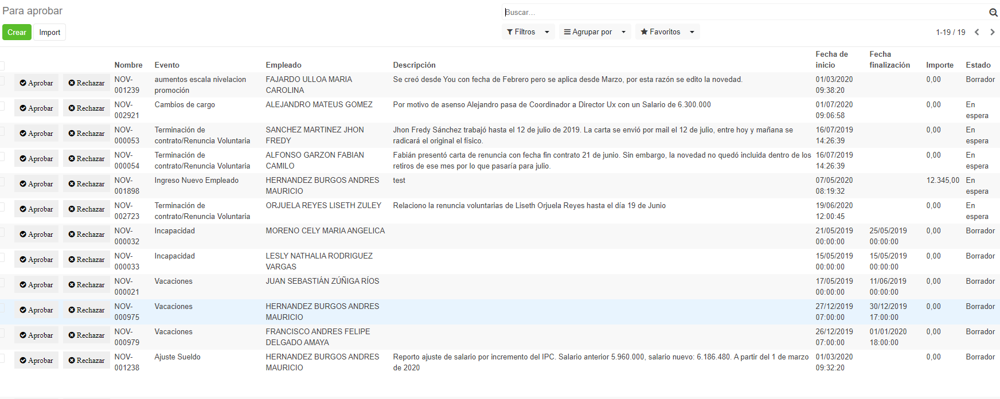 Para aprobar
Buscar...
Crear Import
Filtros Agrupar por Favoritos 1-19 / 19
Nombre Evento Empleado Descripción Fecha de inicio Fecha finalización Importe Estado
Aprobar Rechazar NOV-001239 aumentos escala nivelacion promoción FAJARDO ULLOA MARIA CAROLINA Se creó desde You con fecha de Febrero pero se aplica desde Marzo, por esta razón se edito la novedad. 01/03/2020 09:38:20 0,00 Borrador
Aprobar Rechazar NOV-002921 Cambios de cargo ALEJANDRO MATEUS GOMEZ Por motivo de asenso Alejandro pasa de Coordinador a Director Ux con un Salario de 6.300.000 01/07/2020 09:06:58 0,00 En espera
Aprobar Rechazar NOV-000053 Terminación de contrato/Renuncia Voluntaria SANCHEZ MARTINEZ JHON FREDY Jhon Fredy Sánchez trabajó hasta el 12 de julio de 2019. La carta se envió por mail el 12 de julio, entre hoy y mañana se radicará el original el físico. 16/07/2019 14:26:39 0,00 En espera
Aprobar Rechazar NOV-000054 Terminación de contrato/Renuncia Voluntaria ALFONSO GARZON FABIAN CAMILO Fabián presentó carta de renuncia con fecha fin contrato 21 de junio. Sin embargo, la novedad no quedó incluida dentro de los retiros de ese mes por lo que pasaría para julio. 16/07/2019 14:26:39 0,00 En espera
Aprobar Rechazar NOV-001898 Ingreso Nuevo Empleado HERNANDEZ BURGOS ANDRES MAURICIO test 07/05/2020 08:19:32 12.345,00 En espera
Aprobar Rechazar NOV-002723 Terminación de contrato/Renuncia Voluntaria ORJUELA REYES LISETH ZULEY Relaciono la renuncia voluntarias de Liseth Orjuela Reyes hasta el día 19 de Junio 19/06/2020 12:00:45 0,00 En espera
Aprobar Rechazar NOV-000032 Incapacidad MORENO CELY MARIA ANGELICA 21/05/2019 00:00:00 25/05/2019 00:00:00 0,00 Borrador
Aprobar Rechazar NOV-000033 Incapacidad LESLY NATHALIA RODRIGUEZ VARGAS 15/05/2019 00:00:00 15/05/2019 00:00:00 0,00 Borrador
Aprobar Rechazar NOV-000021 Vacaciones JUAN SEBASTIÁN ZÚÑIGA RÍOS 17/05/2019 00:00:00 11/06/2019 00:00:00 0,00 Borrador
Aprobar Rechazar NOV-000975 Vacaciones HERNANDEZ BURGOS ANDRES MAURICIO 27/12/2019 07:00:00 30/12/2019 17:00:00 0,00 Borrador
Aprobar Rechazar NOV-000979 Vacaciones FRANCISCO ANDRES FELIPE DELGADO AMAYA 26/12/2019 07:00:00 01/01/2020 18:00:00 0,00 Borrador
Aprobar Rechazar NOV-001238 Ajuste Sueldo HERNANDEZ BURGOS ANDRES MAURICIO Reporto ajuste de salario por incremento del IPC. Salario anterior 5.960.000, salario nuevo: 6.186.480. A partir del 1 de marzo de 2020 01/03/2020 09:32:20 0,00 Borrador